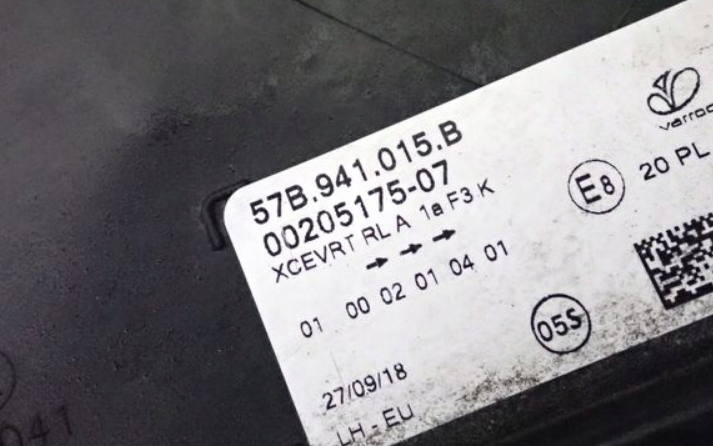 57B.941.015.B
00205175-07
XCEVRT RL A 1a F3 K
01 00 02 01 04 01
27/09/18
LH - EU
E8
20 PL
05S
041